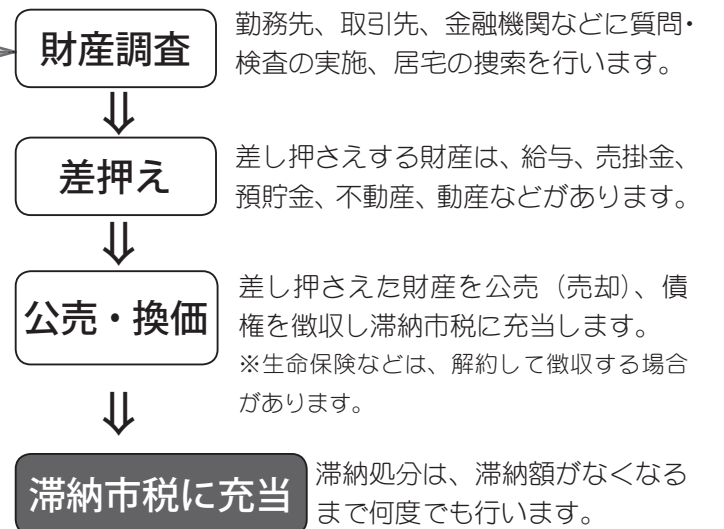 財産調査
勤務先、取引先、金融機関などに質問・
検査の実施、居宅の捜索を行います。
⇓
差押え
差し押さえする財産は、給与、売掛金、
預貯金、不動産、動産などがあります。
⇓
公売・換価
差し押さえた財産を公売（売却）、債
権を徴収し滞納市税に充当します。
※生命保険などは、解約して徴収する場合
があります。
⇓
滞納市税に充当
滞納処分は、滞納額がなくなる
まで何度でも行います。